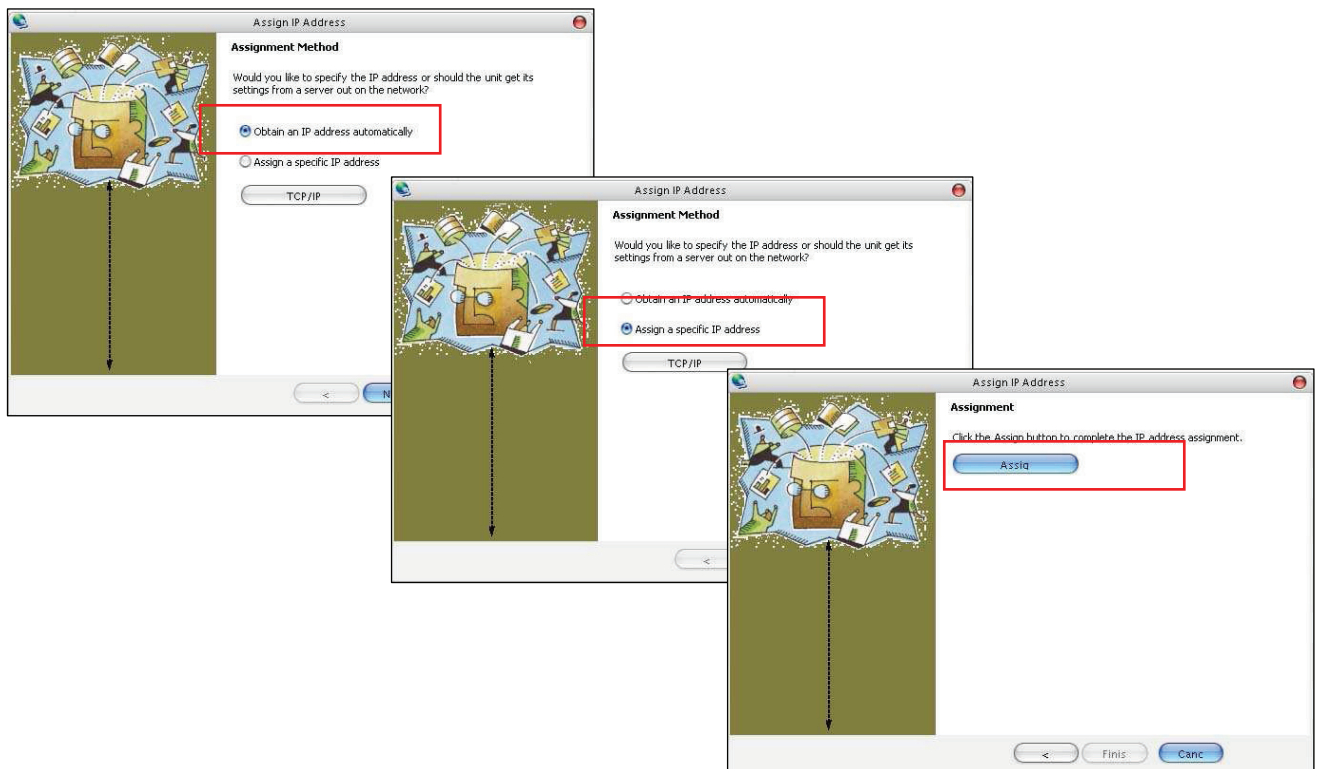 Assign IP Address
Assignment Method
Would you like to specify the IP address or should the unit get its
settings from a server out on the network?
Obtain an IP address automatically
Assign a specific IP address
TCP/IP
<
N
Assign IP Address
Assignment Method
Would you like to specify the IP address or should the unit get its
settings from a server out on the network?
Obtain an IP address automatically
Assign a specific IP address
TCP/IP
<
Assign IP Address
Assignment
Click the Assign button to complete the IP address assignment.
Assig
<
Finis
Canc